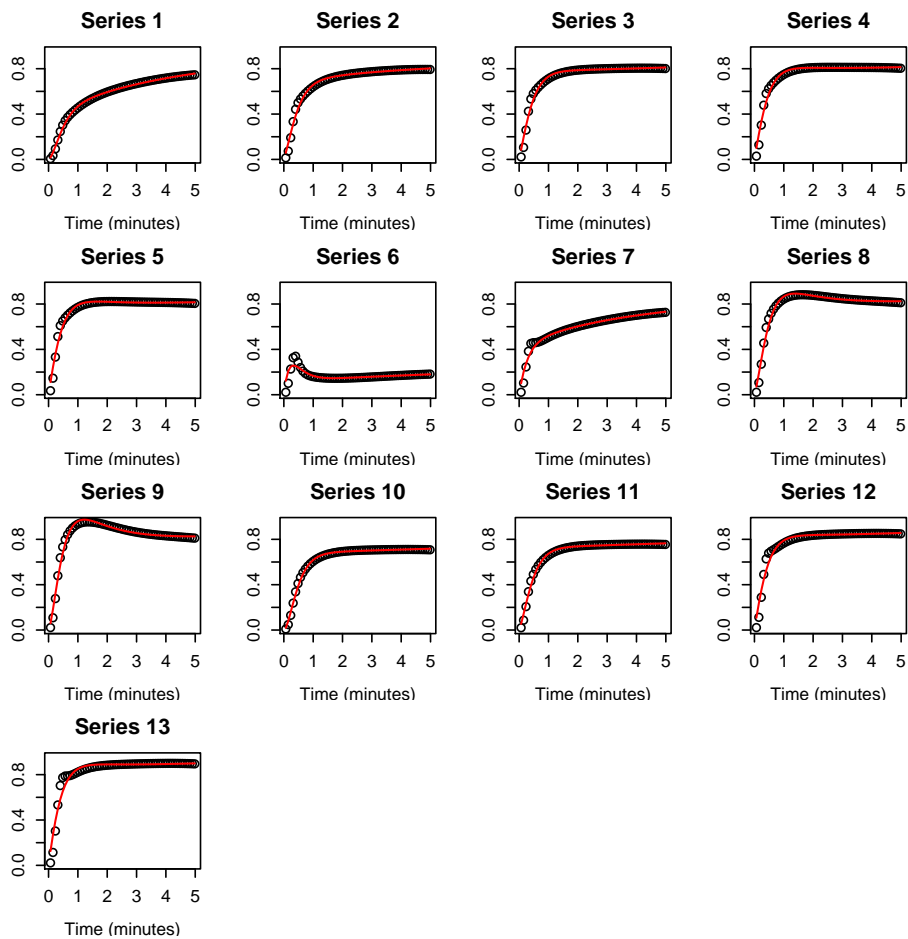 Series 1 Series 2 Series 3 Series 4
0.8 0.8 0.8 0.8
0.4 0.4 0.4 0.4
0.0 0.0 0.0 0.0
0 1 2 3 4 5 0 1 2 3 4 5 0 1 2 3 4 5 0 1 2 3 4 5
Time (minutes) Time (minutes) Time (minutes) Time (minutes)
Series 5 Series 6 Series 7 Series 8
0.8 0.8 0.8 0.8
0.4 0.4 0.4 0.4
0.0 0.0 0.0 0.0
0 1 2 3 4 5 0 1 2 3 4 5 0 1 2 3 4 5 0 1 2 3 4 5
Time (minutes) Time (minutes) Time (minutes) Time (minutes)
Series 9 Series 10 Series 11 Series 12
0.8 0.8 0.8 0.8
0.4 0.4 0.4 0.4
0.0 0.0 0.0 0.0
0 1 2 3 4 5 0 1 2 3 4 5 0 1 2 3 4 5 0 1 2 3 4 5
Time (minutes) Time (minutes) Time (minutes) Time (minutes)
Series 13
0.8
0.4
0.0
0 1 2 3 4 5
Time (minutes)